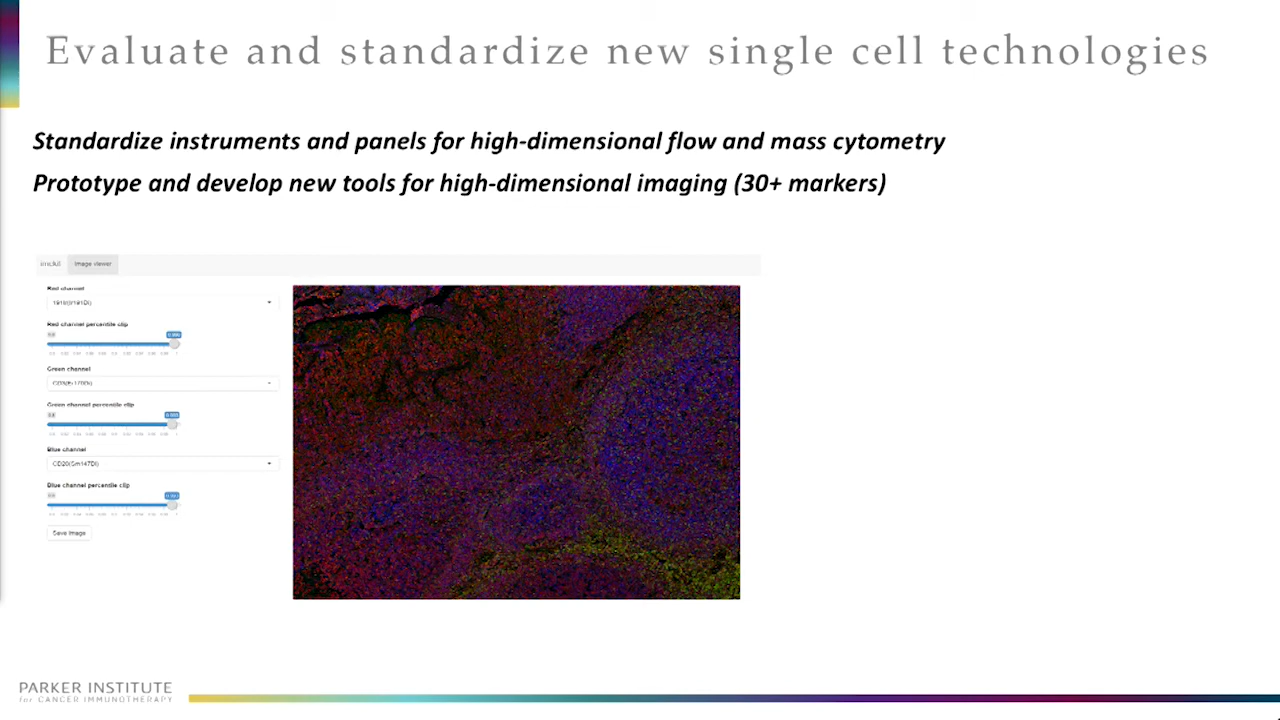 Evaluate and standardize new single cell technologies
Standardize instruments and panels for high-dimensional flow and mass cytometry
Prototype and develop new tools for high-dimensional imaging (30+ markers)
Image viewer
Red channel
Red channel percentile clip
Green channel
Green channel percentile clip
Blue channel
CD20(Sm147Di)
Blue channel percentile clip
Save image
PARKER INSTITUTE
for CANCER IMMUNOTHERAPY